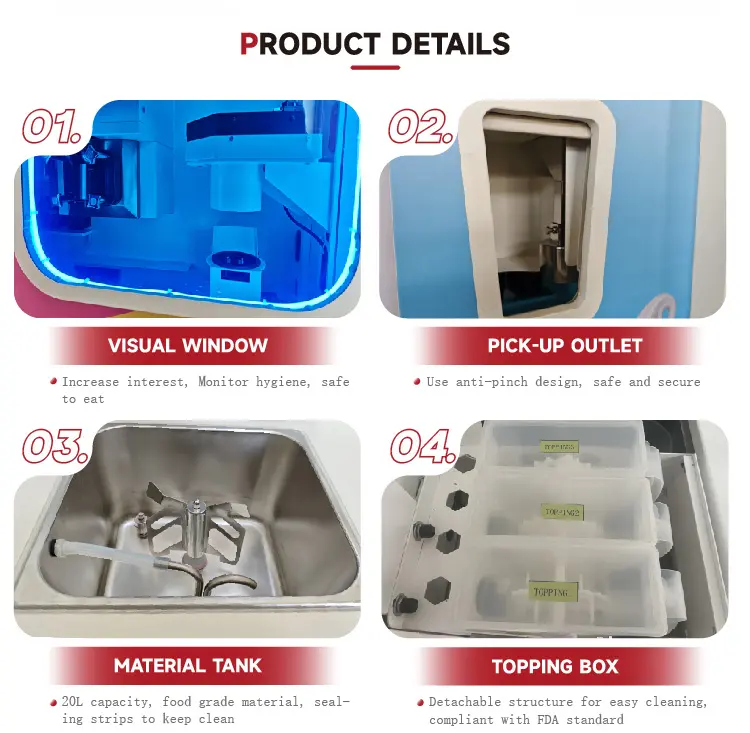 PRODUCT DETAILS
01.
02.
VISUAL WINDOW
PICK-UP OUTLET
Increase interest, Monitor hygiene, safe
to eat
Use anti-pinch design, safe and secure
03.
04.
TOPPING3
TOPPING2
TOPPING
MATERIAL TANK
TOPPING BOX
20L capacity, food grade material, seal-
ing strips to keep clean
Detachable structure for easy cleaning,
compliant with FDA standard